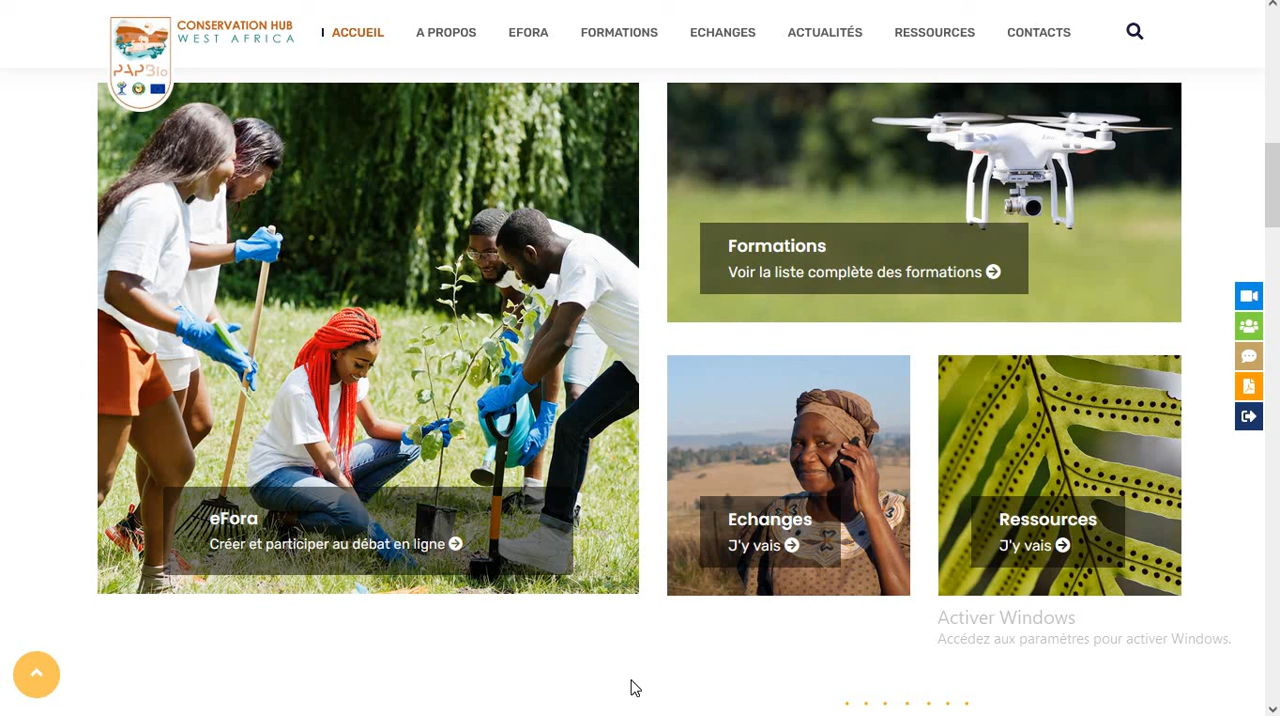 CONSERVATION HUB
WEST AFRICA
PAPBio
ACCUEIL
A PROPOS
EFORA
FORMATIONS
ECHANGES
ACTUALITÉS
RESSOURCES
CONTACTS
Formations
Voir la liste complète des formations
eFora
Créer et participer au débat en ligne
Echanges
J'y vais
Ressources
J'y vais
Activer Windows
Accédez aux paramètres pour activer Windows.